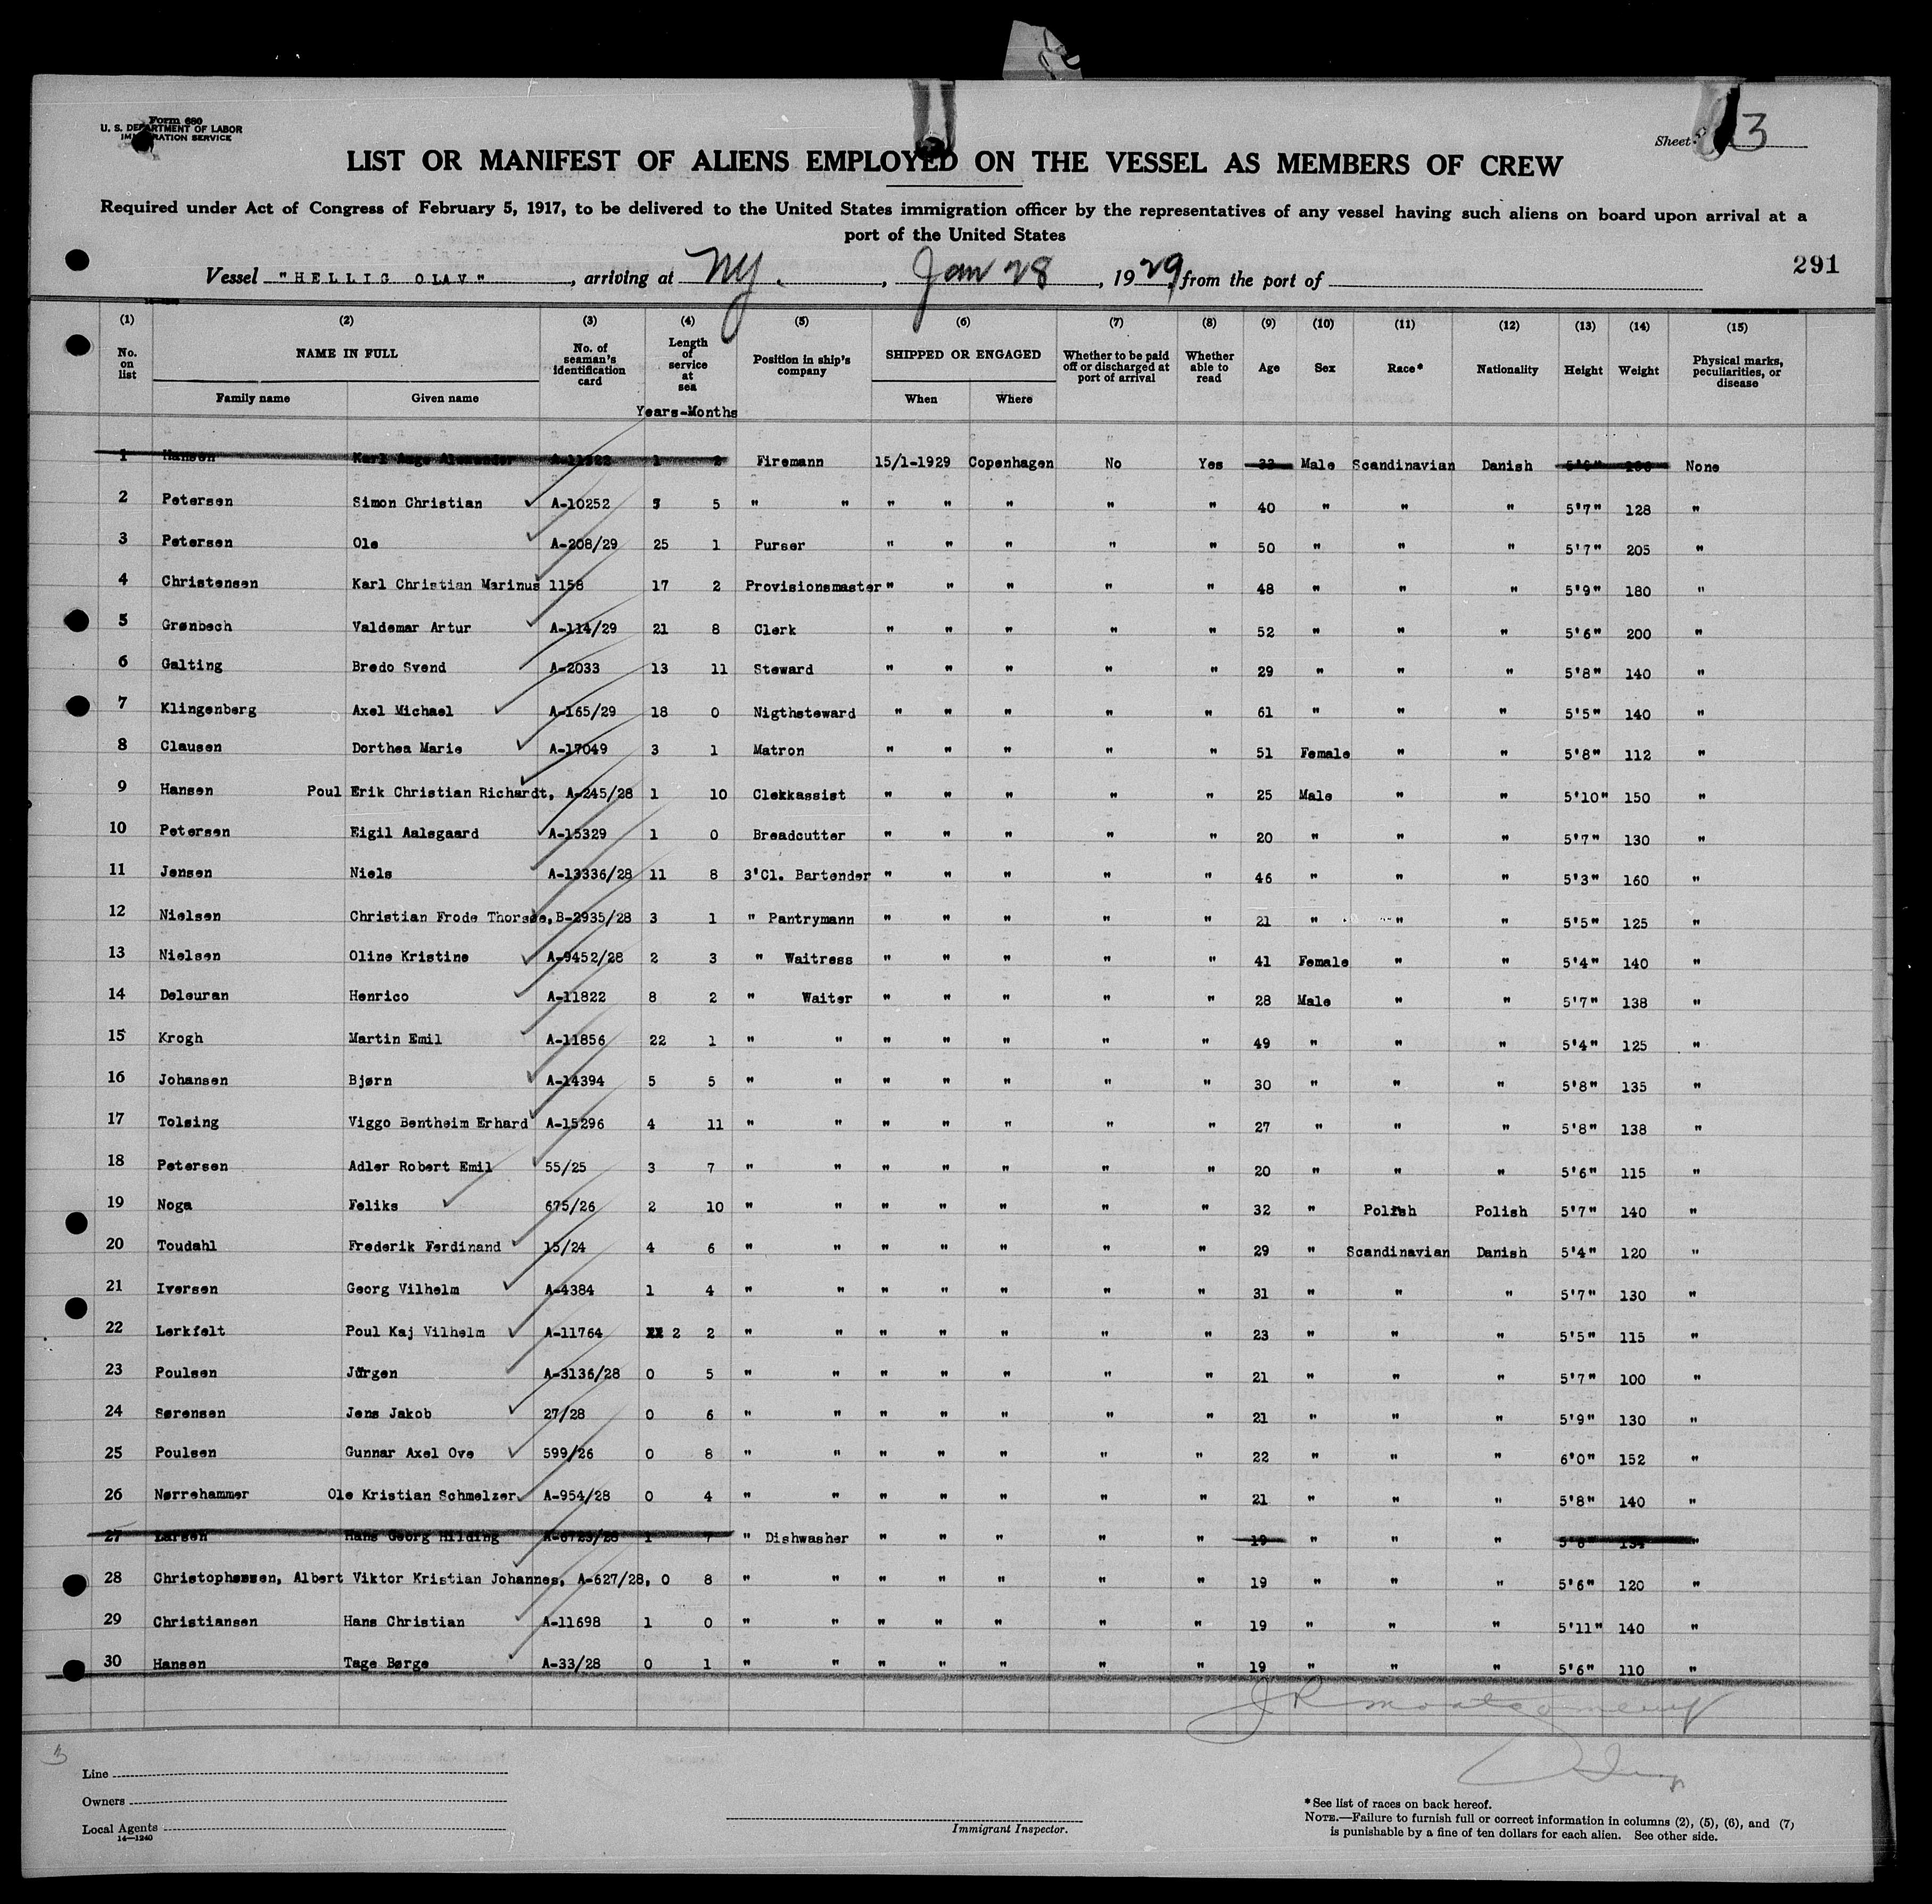 Form 680
U. S. DEPARTMENT OF LABOR
IMMIGRATION SERVICE
Sheet 3
LIST OR MANIFEST OF ALIENS EMPLOYED ON THE VESSEL AS MEMBERS OF CREW
Required under Act of Congress of February 5, 1917, to be delivered to the United States immigration officer by the representatives of any vessel having such aliens on board upon arrival at a
port of the United States
291
Vessel "HELLIG OLAV", arriving at NY., Jan 28, 1929, from the port of
(1) (2) (3) (4) (5) (6) (7) (8) (9) (10) (11) (12) (13) (14) (15)
No. on list NAME IN FULL No. of seaman's identification card Length of service at sea Position in ship's company SHIPPED OR ENGAGED Whether to be paid off or discharged at port of arrival Whether able to read Age Sex Race* Nationality Height Weight Physical marks, peculiarities, or disease
Family name Given name Years-Months When Where
1 Hansen Karl Aage Alexander 1 2 Firemann 15/1-1929 Copenhagen No Yes Male Scandinavian Danish None
2 Petersen Simon Christian A-10252 5 " " " " " " " 40 " " " 5'7" 128 "
3 Petersen Ole A-208/29 25 1 Purser " " " " " 50 " " " 5'7" 205 "
4 Christensen Karl Christian Marinus 1158 17 2 Provisionsmaster " " " " " 48 " " " 5'9" 180 "
5 Grønbech Valdemar Artur A-114/29 21 8 Clerk " " " " " 52 " " " 5'6" 200 "
6 Galting Bredo Svend A-2033 13 11 Steward " " " " " 29 " " " 5'8" 140 "
7 Klingenberg Axel Michael A-165/29 18 0 Nigthsteward " " " " " 61 " " " 5'5" 140 "
8 Clausen Dorthea Marie A-17049 3 1 Matron " " " " " 51 Female " " 5'8" 112 "
9 Hansen Poul Erik Christian Richardt, A-245/28 1 10 Clekkassist " " " " " 25 Male " " 5'10" 150 "
10 Petersen Eigil Aalsgaard A-15329 1 0 Breadcutter " " " " " 20 " " " 5'7" 130 "
11 Jensen Niels A-13336/28 11 8 3'Cl. Bartender " " " " " 46 " " " 5'3" 160 "
12 Nielsen Christian Frode Thorsøe, B-2935/28 3 1 " Pantrymann " " " " " 21 " " " 5'5" 125 "
13 Nielsen Oline Kristine A-9452/28 2 3 " Waitress " " " " " 41 Female " " 5'4" 140 "
14 Deleuran Henrico A-11822 8 2 " Waiter " " " " " 28 Male " " 5'7" 138 "
15 Krogh Martin Emil A-11856 22 1 " " " " " " " 49 " " " 5'4" 125 "
16 Johansen Bjørn A-14394 5 5 " " " " " " " 30 " " " 5'8" 135 "
17 Tolsing Viggo Bentheim Erhard A-15296 4 11 " " " " " " " 27 " " " 5'8" 138 "
18 Petersen Adler Robert Emil 55/25 3 7 " " " " " " " 20 " " " 5'6" 115 "
19 Noga Feliks 675/26 2 10 " " " " " " " 32 " Polish Polish 5'7" 140 "
20 Toudahl Frederik Ferdinand 15/24 4 6 " " " " " " " 29 " Scandinavian Danish 5'4" 120 "
21 Iversen Georg Vilhelm A-4384 1 4 " " " " " " " 31 " " " 5'7" 130 "
22 Lerkfelt Poul Kaj Vilhelm A-11764 2 2 " " " " " " " 23 " " " 5'5" 115 "
23 Poulsen Jürgen A-3136/28 0 5 " " " " " " " 21 " " " 5'7" 100 "
24 Sørensen Jens Jakob 27/28 0 6 " " " " " " " 21 " " " 5'9" 130 "
25 Poulsen Gunnar Axel Ove 599/26 0 8 " " " " " " " 22 " " " 6'0" 152 "
26 Nørrehammer Ole Kristian Schmelzer A-954/28 0 4 " " " " " " " 21 " " " 5'8" 140 "
27 Larsen Hans Georg Hilding A-6723/28 1 7 " Dishwasher " " " " " 19 " " " "
28 Christophersen, Albert Viktor Kristian Johannes, A-627/28, 0 8 " " " " " " " 19 " " " 5'6" 120 "
29 Christiansen Hans Christian A-11698 1 0 " " " " " " " 19 " " " 5'11" 140 "
30 Hansen Tage Børge A-33/28 0 1 " " " " " " " 19 " " " 5'6" 110 "
J R Montgomery
Line
Owners
Local Agents
14—1240
Immigrant Inspector.
*See list of races on back hereof.
NOTE.—Failure to furnish full or correct information in columns (2), (5), (6), and (7)
is punishable by a fine of ten dollars for each alien. See other side.